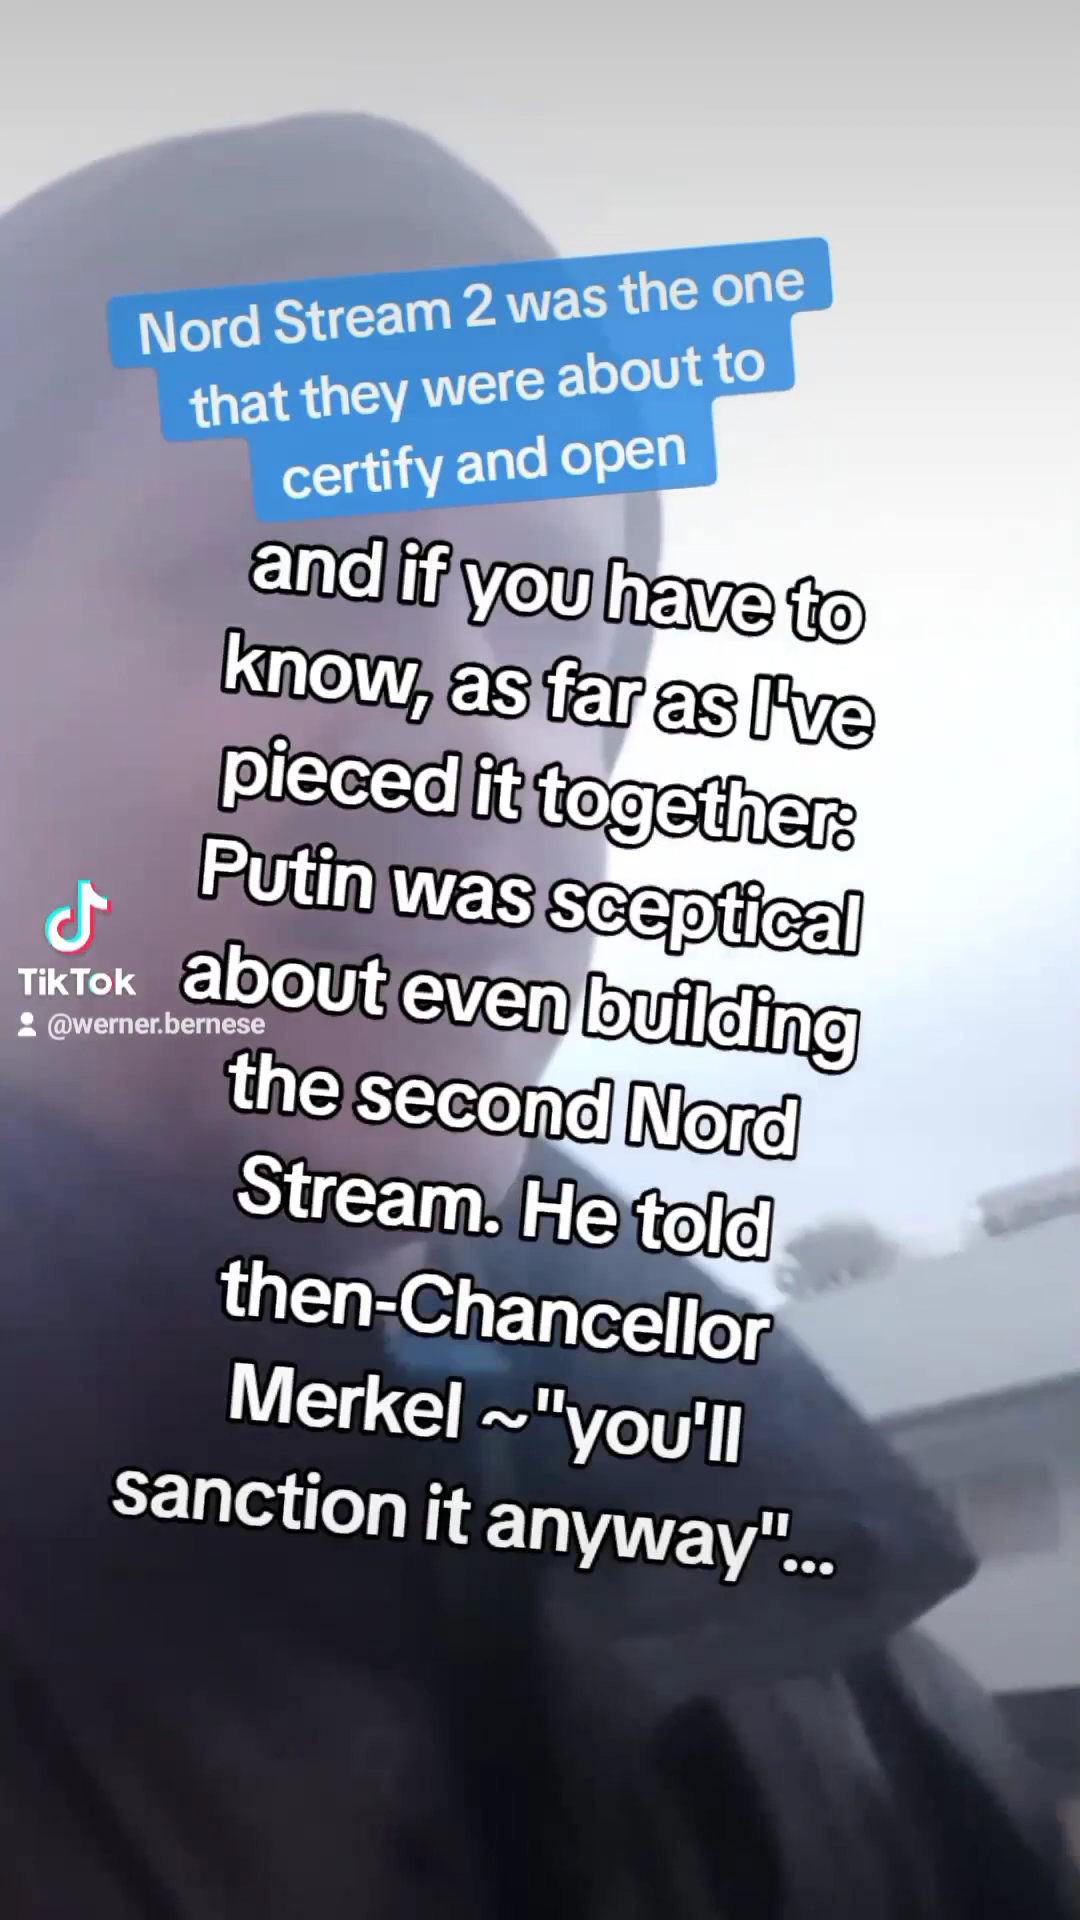 Nord Stream 2 was the one
that they were about to
certify and open
and if you have to
know, as far as I've
pieced it together:
Putin was sceptical
about even building
the second Nord
Stream. He told
then-Chancellor
Merkel ~"you'll
sanction it anyway"...
TikTok
@werner.bernese